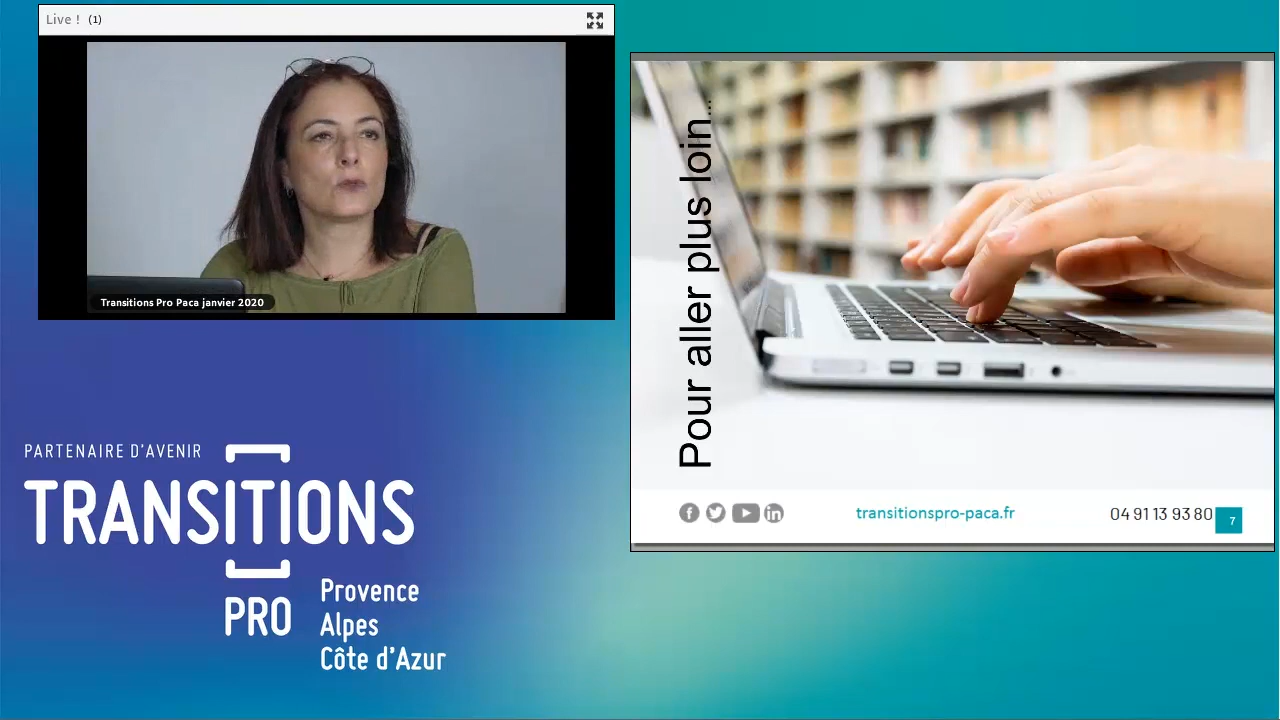 Live ! (1)
Transitions Pro Paca janvier 2020
Pour aller plus loin...
transitionspro-paca.fr
04 91 13 93 80
7
PARTENAIRE D'AVENIR
TRANSITIONS
PRO
Provence
Alpes
Côte d'Azur